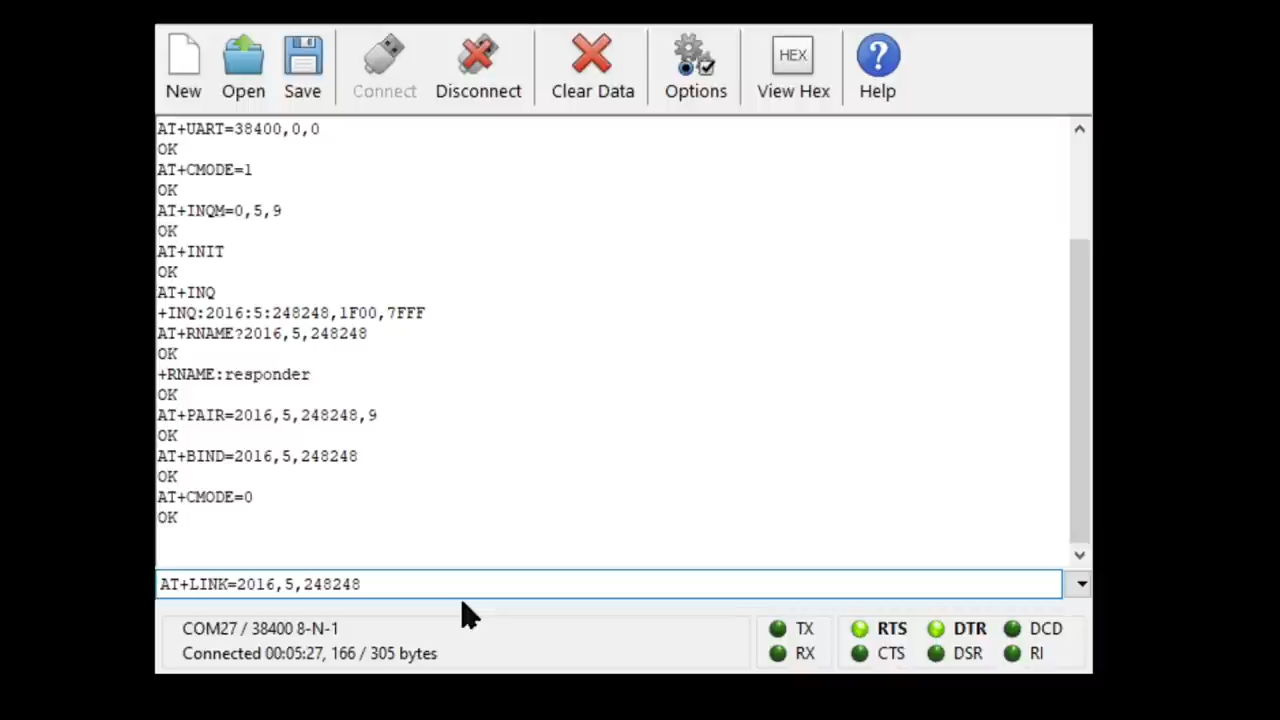 New Open Save Connect Disconnect Clear Data Options HEX View Hex ? Help
AT+UART=38400,0,0
OK
AT+CMODE=1
OK
AT+INQM=0,5,9
OK
AT+INIT
OK
AT+INQ
+INQ:2016:5:248248,1F00,7FFF
AT+RNAME?2016,5,248248
OK
+RNAME:responder
OK
AT+PAIR=2016,5,248248,9
OK
AT+BIND=2016,5,248248
OK
AT+CMODE=0
OK
AT+LINK=2016,5,248248
COM27 / 38400 8-N-1 TX RTS DTR DCD
Connected 00:05:27, 166 / 305 bytes RX CTS DSR RI